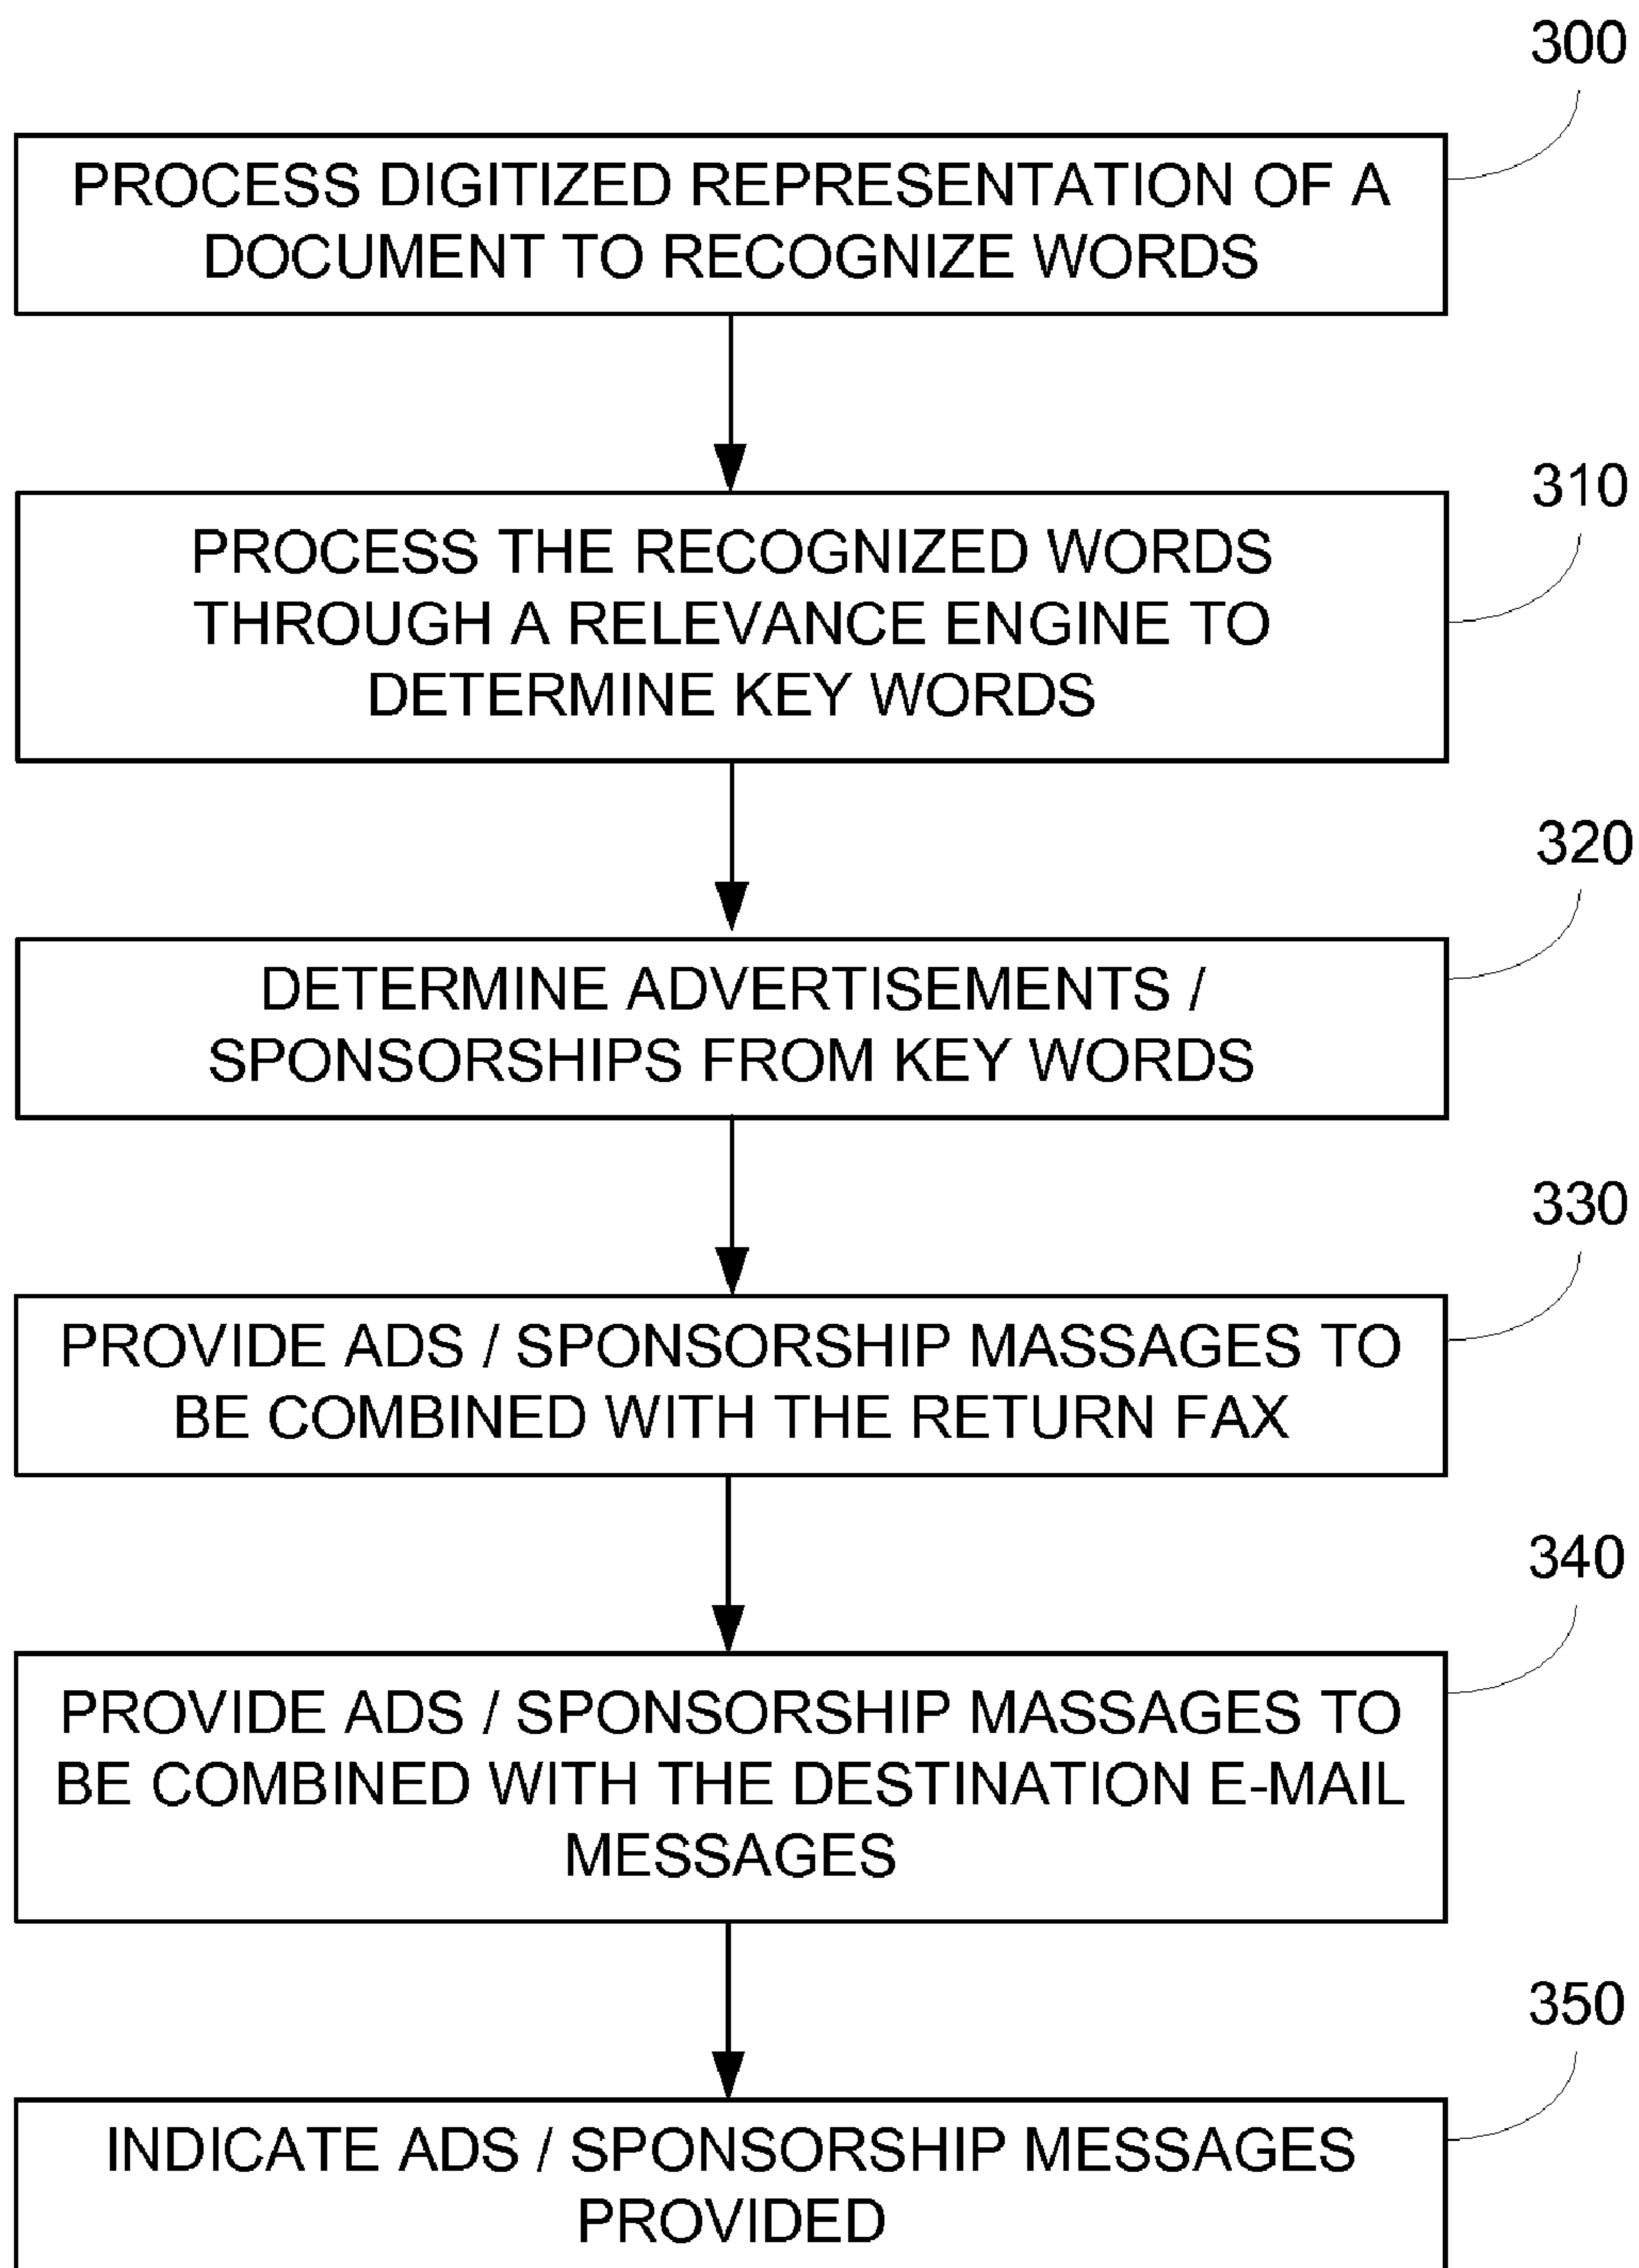 300
PROCESS DIGITIZED REPRESENTATION OF A
DOCUMENT TO RECOGNIZE WORDS
310
PROCESS THE RECOGNIZED WORDS
THROUGH A RELEVANCE ENGINE TO
DETERMINE KEY WORDS
320
DETERMINE ADVERTISEMENTS /
SPONSORSHIPS FROM KEY WORDS
330
PROVIDE ADS / SPONSORSHIP MASSAGES TO
BE COMBINED WITH THE RETURN FAX
340
PROVIDE ADS / SPONSORSHIP MASSAGES TO
BE COMBINED WITH THE DESTINATION E-MAIL
MESSAGES
350
INDICATE ADS / SPONSORSHIP MESSAGES
PROVIDED